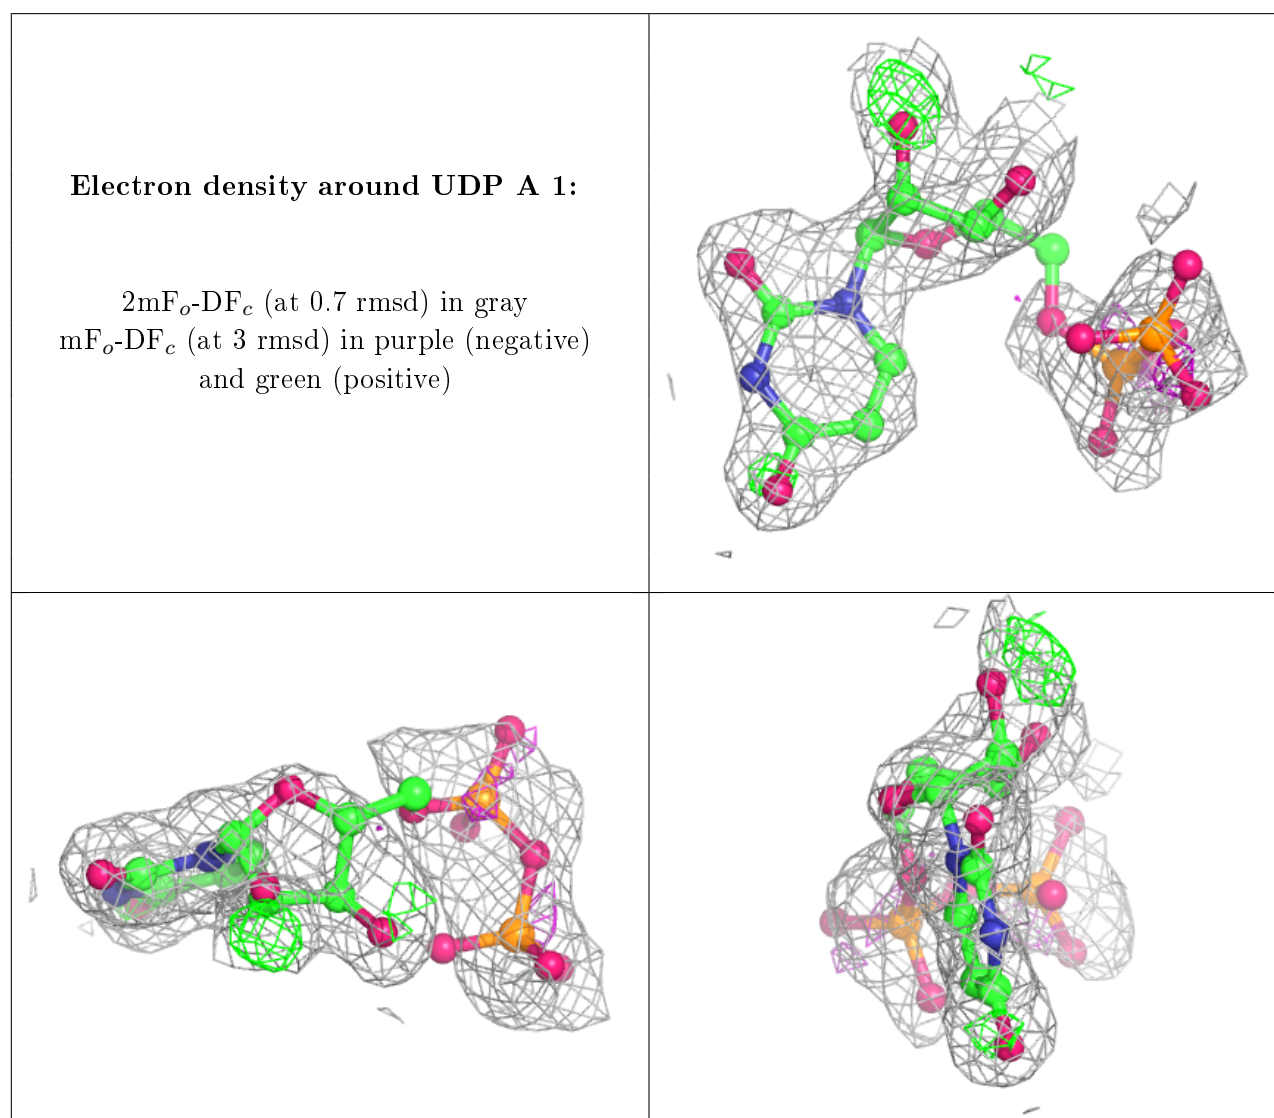 Electron density around UDP A 1:
2mFo-DFc (at 0.7 rmsd) in gray
mFo-DFc (at 3 rmsd) in purple (negative)
and green (positive)